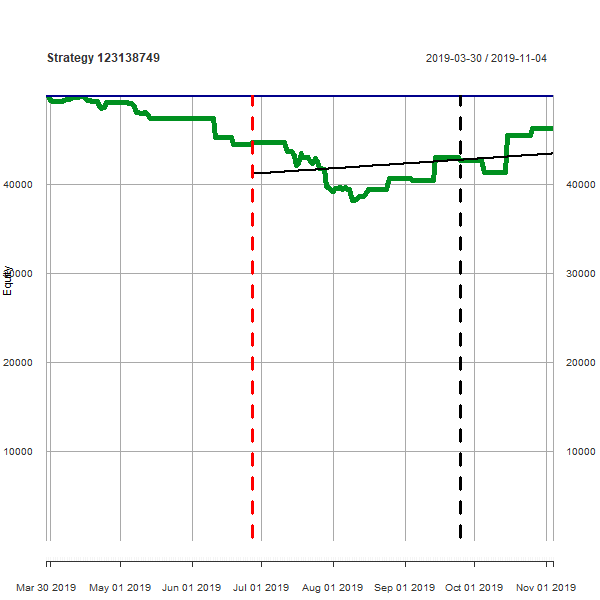 Strategy 123138749
2019-03-30 / 2019-11-04
40000
40000
30000
30000
Equity
20000
20000
10000
10000
Mar 30 2019
May 01 2019
Jun 01 2019
Jul 01 2019
Aug 01 2019
Sep 01 2019
Oct 01 2019
Nov 01 2019